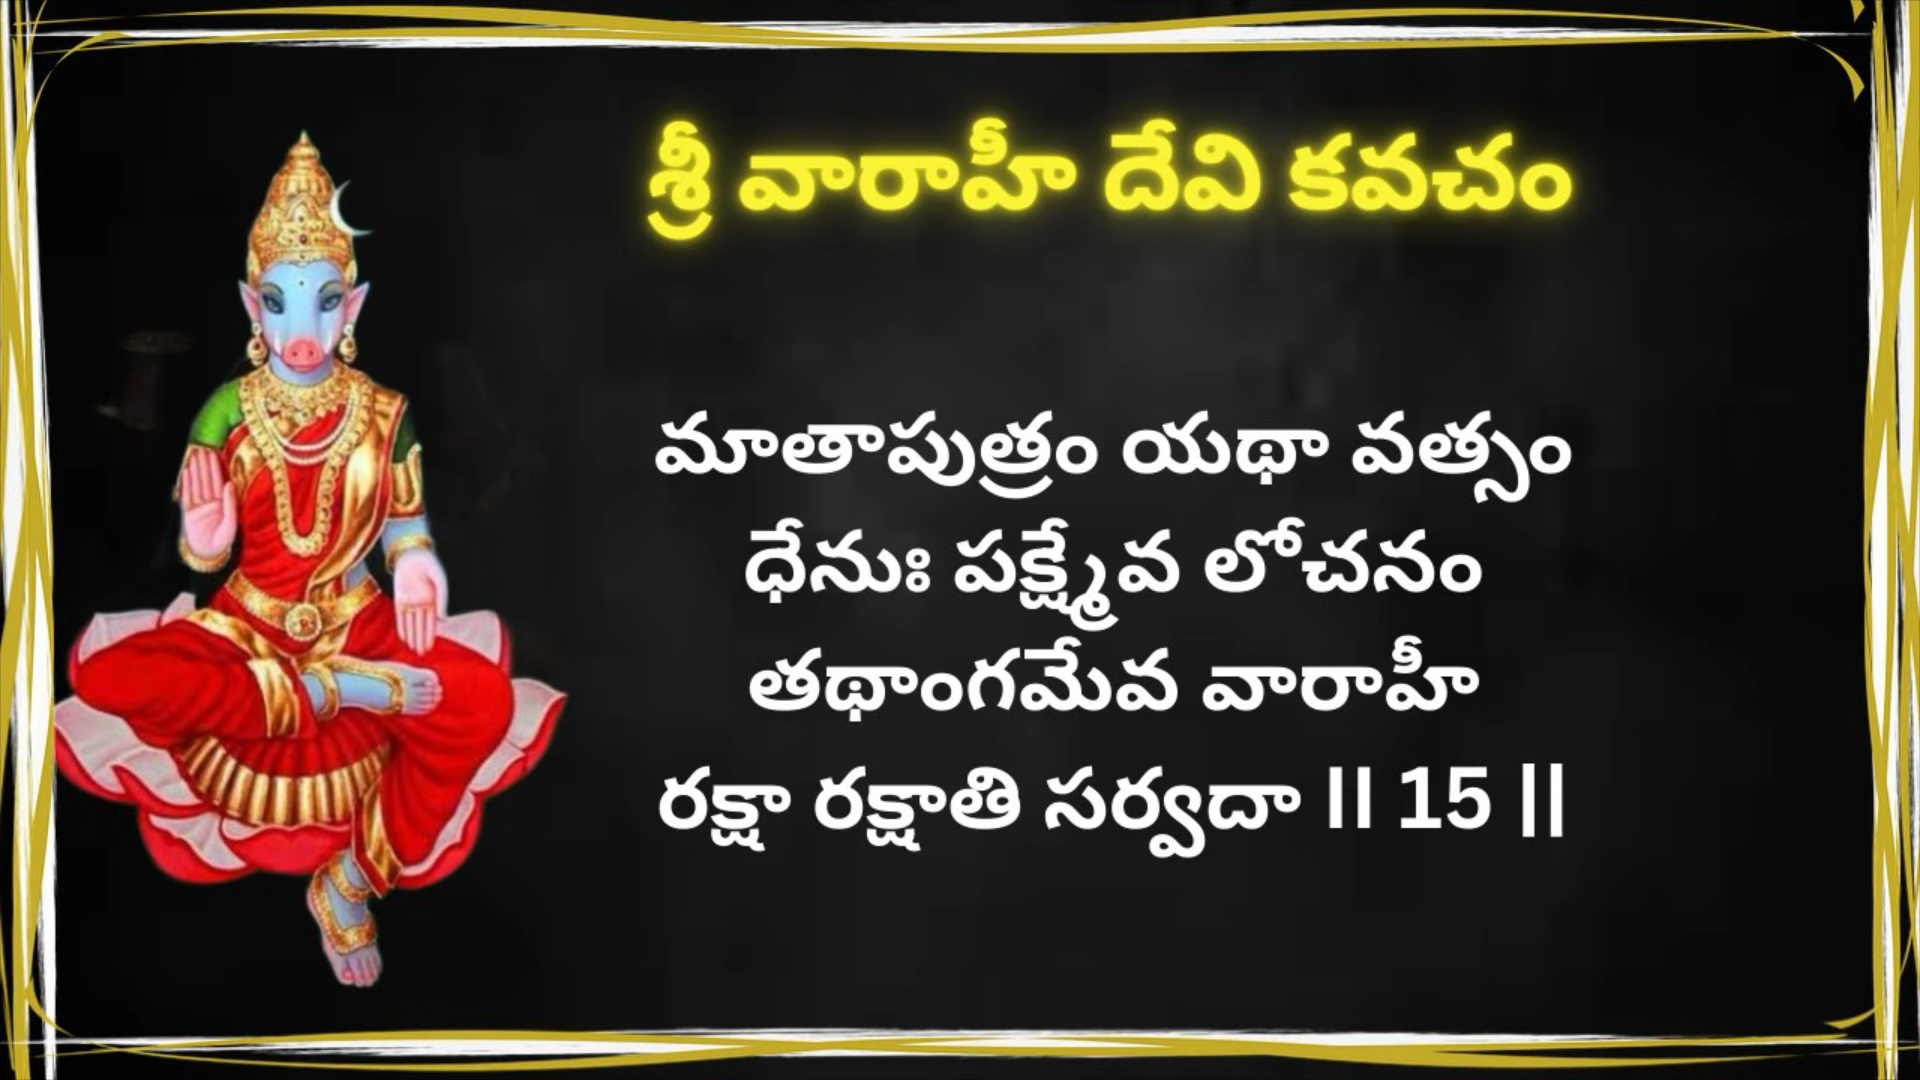 శ్రీ వారాహీ దేవి కవచం
మాతాపుత్రం యథా వత్సం
ధేనుః పక్ష్మేవ లోచనం
తథాంగమేవ వారాహీ
రక్షా రక్షాతి సర్వదా || 15 ||